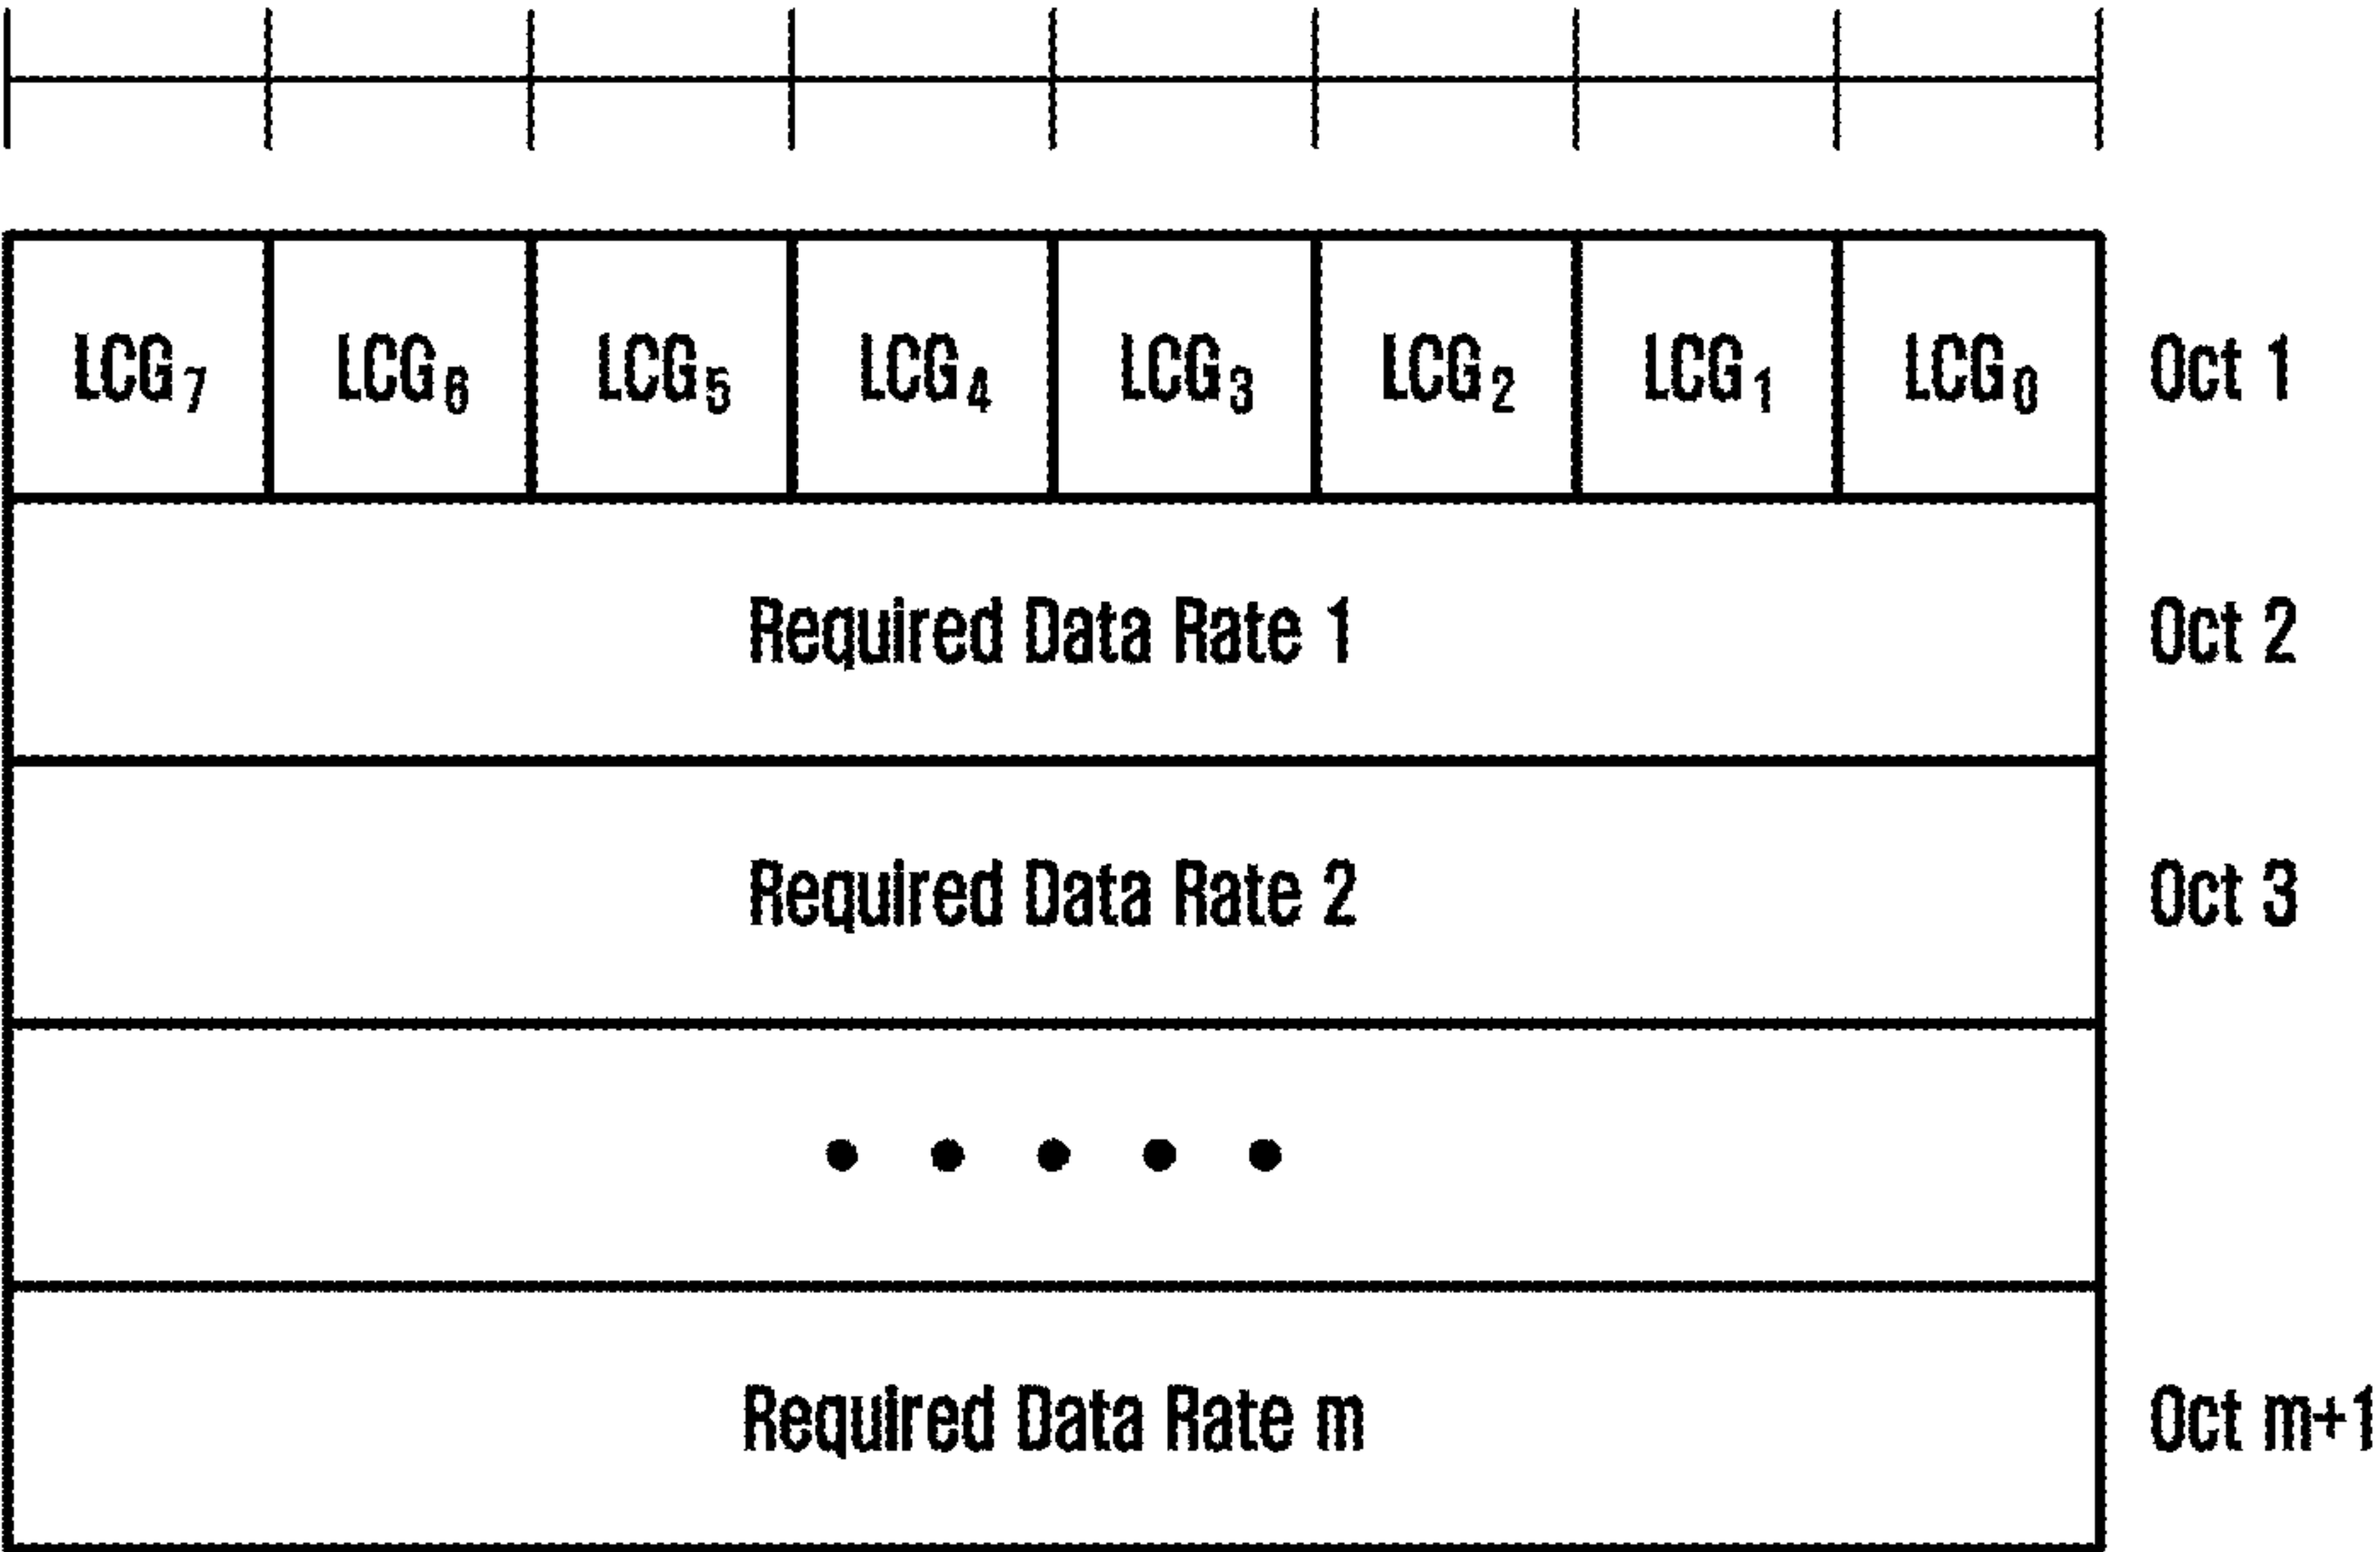 LCG7 LCG6 LCG5 LCG4 LCG3 LCG2 LCG1 LCG0 Oct 1
Required Data Rate 1 Oct 2
Required Data Rate 2 Oct 3
Required Data Rate m Oct m+1